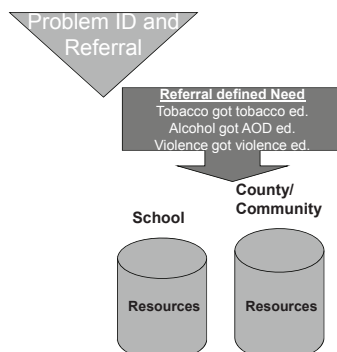 Problem ID and
Referral
Referral defined Need
Tobacco got tobacco ed.
Alcohol got AOD ed.
Violence got violence ed.
County/
Community
School
Resources
Resources